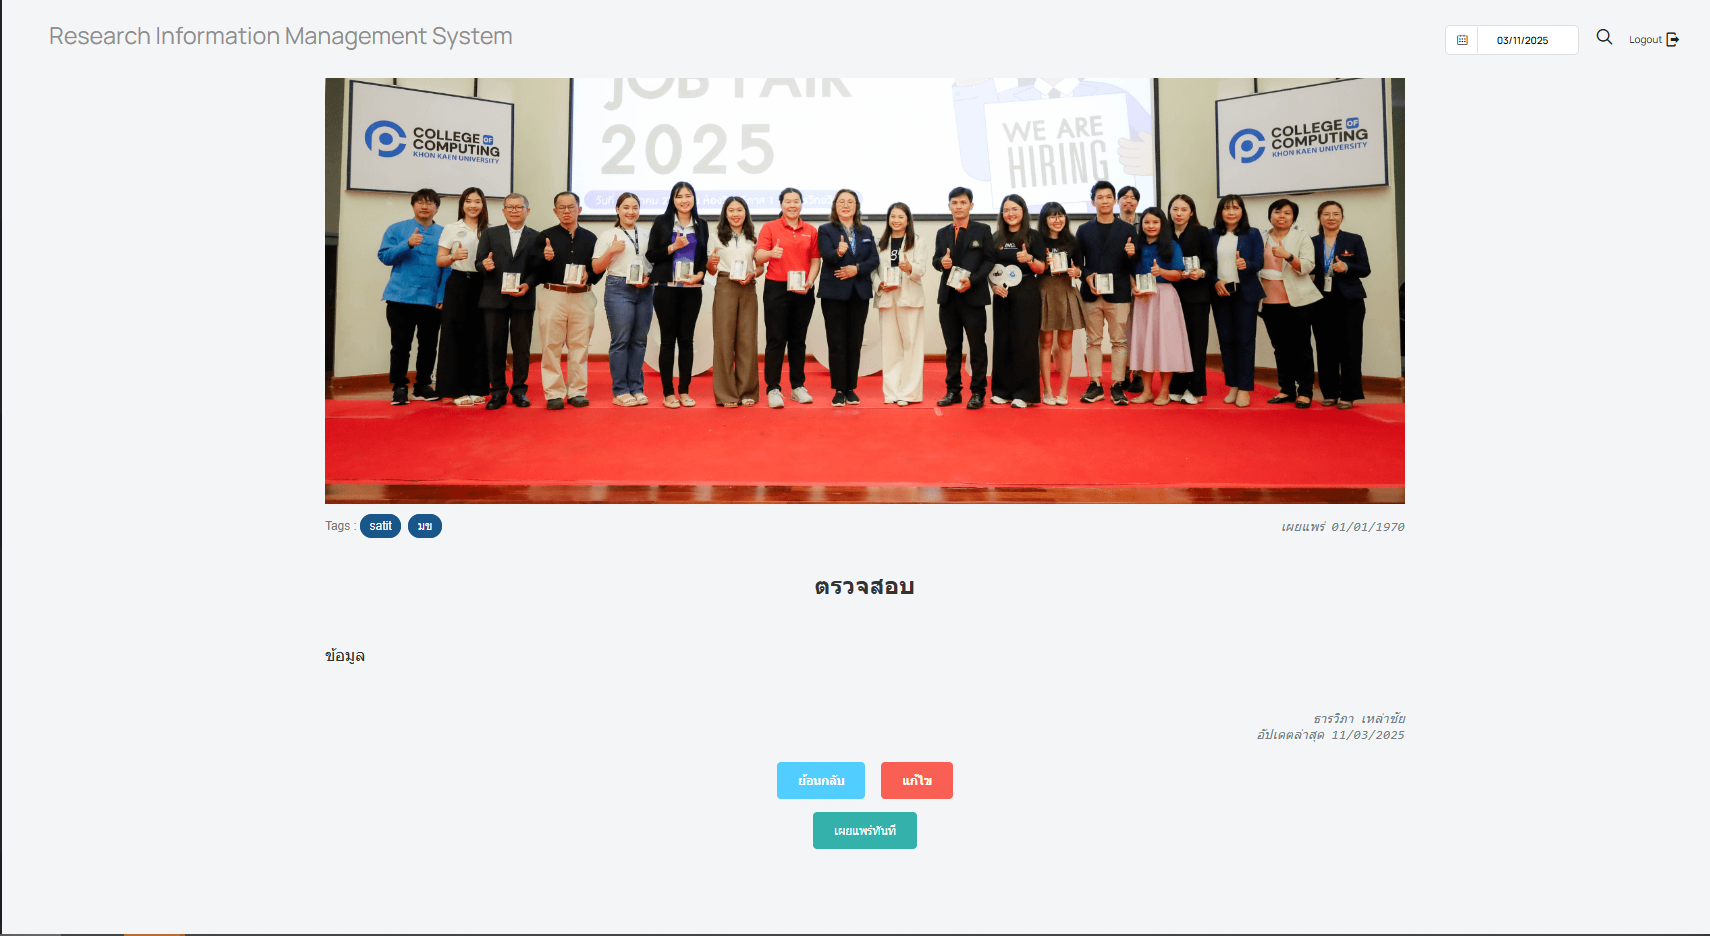 Research Information Management System
03/11/2025
Logout
JOB FAIR
2025
WE ARE
HIRING
COLLEGE OF
COMPUTING
KHON KAEN UNIVERSITY
COLLEGE OF
COMPUTING
KHON KAEN UNIVERSITY
Tags : satit มข
เผยแพร่ 01/01/1970
ตรวจสอบ
ข้อมูล
ธารวิภา เหล่าชัย
อัปเดตล่าสุด 11/03/2025
ย้อนกลับ แก้ไข
เผยแพร่ทันที